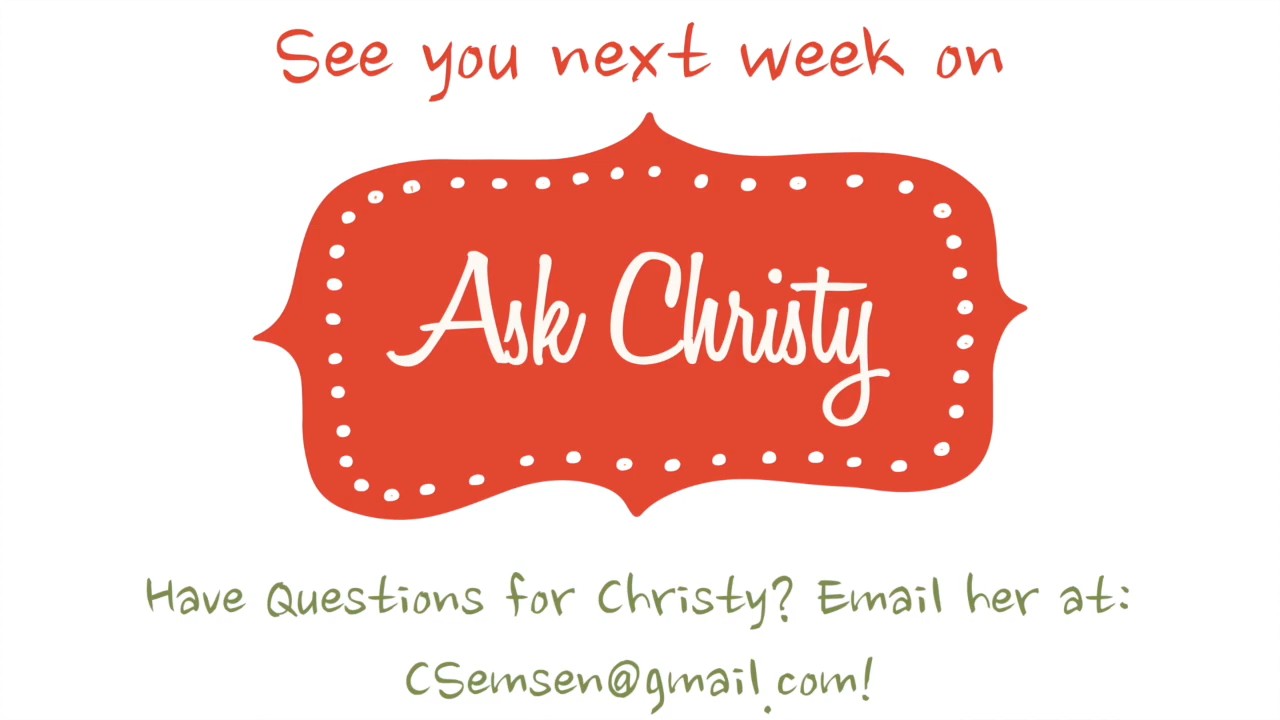 See you next week on
Ask Christy
Have Questions for Christy? Email her at:
CSemsen@gmail.com!